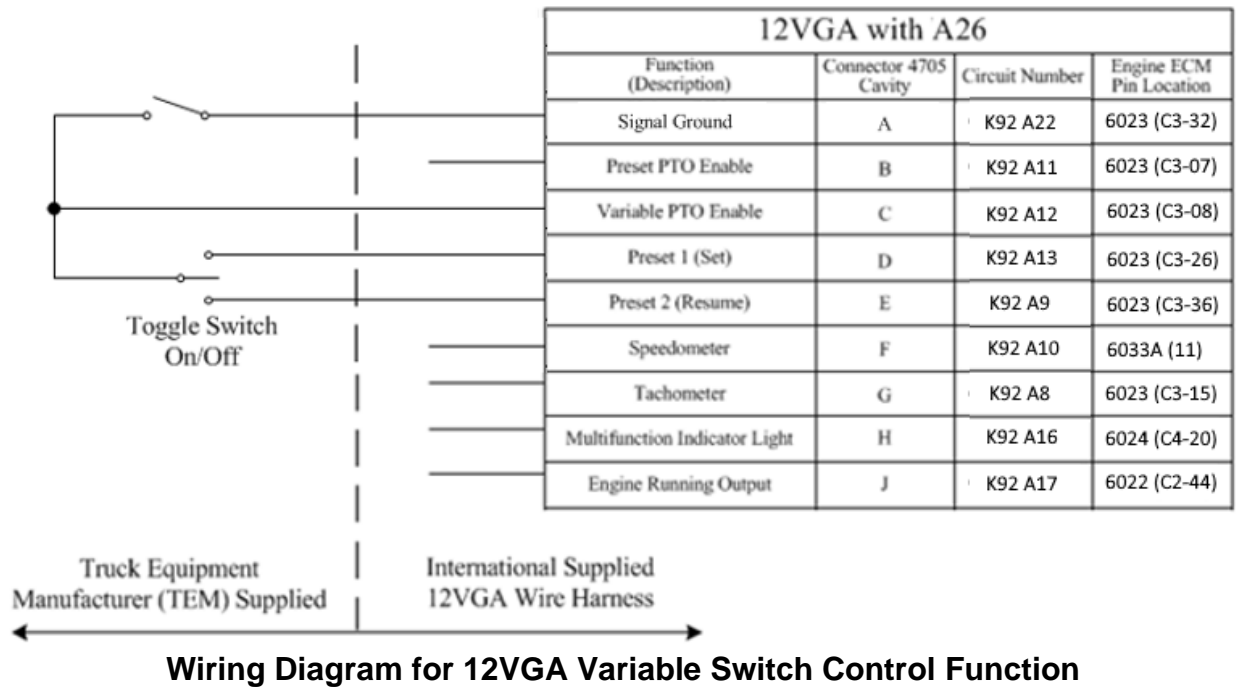 12VGA with A26
Function Connector 4705 Circuit Number Engine ECM
(Description) Cavity Pin Location
Signal Ground A K92 A22 6023 (C3-32)
Preset PTO Enable B K92 A11 6023 (C3-07)
Variable PTO Enable C K92 A12 6023 (C3-08)
Preset 1 (Set) D K92 A13 6023 (C3-26)
Preset 2 (Resume) E K92 A9 6023 (C3-36)
Speedometer F K92 A10 6033A (11)
Tachometer G K92 A8 6023 (C3-15)
Multifunction Indicator Light H K92 A16 6024 (C4-20)
Engine Running Output J K92 A17 6022 (C2-44)
Toggle Switch
On/Off
Truck Equipment
Manufacturer (TEM) Supplied
International Supplied
12VGA Wire Harness
Wiring Diagram for 12VGA Variable Switch Control Function